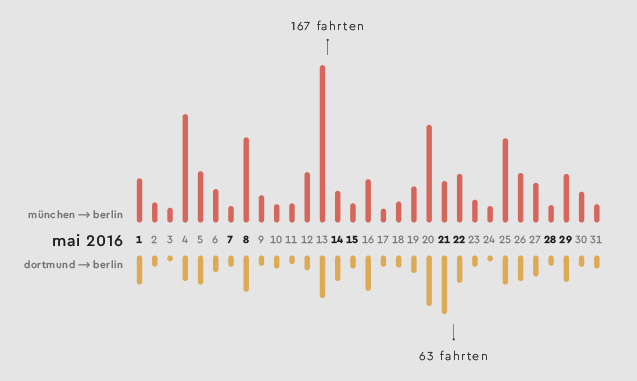 167 fahrten
münchen → berlin
mai 2016 1 2 3 4 5 6 7 8 9 10 11 12 13 14 15 16 17 18 19 20 21 22 23 24 25 26 27 28 29 30 31
dortmund → berlin
63 fahrten